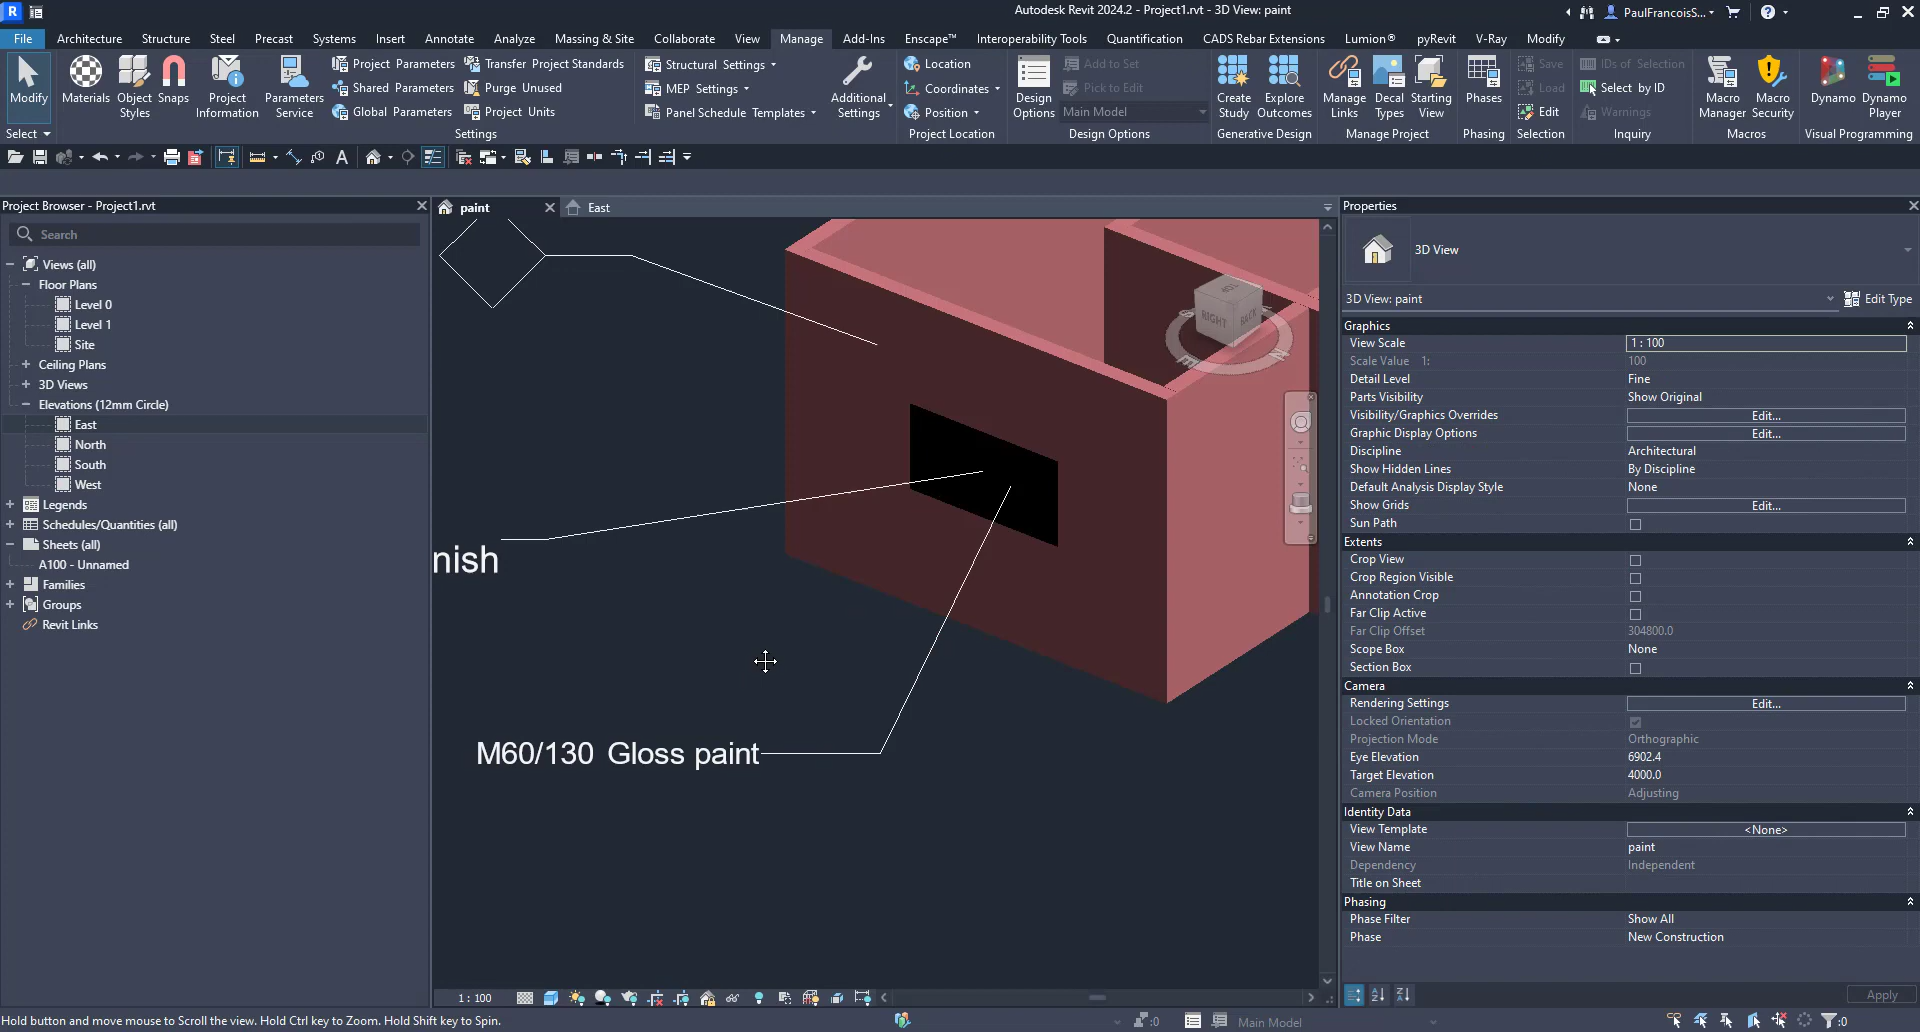 Autodesk Revit 2024.2 - Project1.rvt - 3D View: paint
PaulFrancoisS...
File Architecture Structure Steel Precast Systems Insert Annotate Analyze Massing & Site Collaborate View Manage Add-Ins Enscape™ Interoperability Tools Quantification CADS Rebar Extensions Lumion® pyRevit V-Ray Modify
Modify
Select
Materials
Object Styles
Snaps
Project Information
Parameters Service
Project Parameters
Shared Parameters
Global Parameters
Transfer Project Standards
Purge Unused
Project Units
Settings
Structural Settings
MEP Settings
Panel Schedule Templates
Additional Settings
Location
Coordinates
Position
Project Location
Design Options
Add to Set
Pick to Edit
Main Model
Design Options
Create Study
Explore Outcomes
Generative Design
Manage Links
Decal Types
Starting View
Manage Project
Phases
Phasing
Save
Load
Edit
Selection
IDs of Selection
Select by ID
Warnings
Inquiry
Macro Manager
Macro Security
Macros
Dynamo
Dynamo Player
Visual Programming
Project Browser - Project1.rvt
Search
Views (all)
Floor Plans
Level 0
Level 1
Site
Ceiling Plans
3D Views
Elevations (12mm Circle)
East
North
South
West
Legends
Schedules/Quantities (all)
Sheets (all)
A100 - Unnamed
Families
Groups
Revit Links
paint
East
TOP
RIGHT
BACK
nish
M60/130 Gloss paint
1 : 100
Properties
3D View
3D View: paint
Edit Type
Graphics
View Scale 1 : 100
Scale Value 1: 100
Detail Level Fine
Parts Visibility Show Original
Visibility/Graphics Overrides Edit...
Graphic Display Options Edit...
Discipline Architectural
Show Hidden Lines By Discipline
Default Analysis Display Style None
Show Grids Edit...
Sun Path
Extents
Crop View
Crop Region Visible
Annotation Crop
Far Clip Active
Far Clip Offset 304800.0
Scope Box None
Section Box
Camera
Rendering Settings Edit...
Locked Orientation
Projection Mode Orthographic
Eye Elevation 6902.4
Target Elevation 4000.0
Camera Position Adjusting
Identity Data
View Template <None>
View Name paint
Dependency Independent
Title on Sheet
Phasing
Phase Filter Show All
Phase New Construction
Apply
Hold button and move mouse to Scroll the view. Hold Ctrl key to Zoom. Hold Shift key to Spin.
:0
Main Model
:0